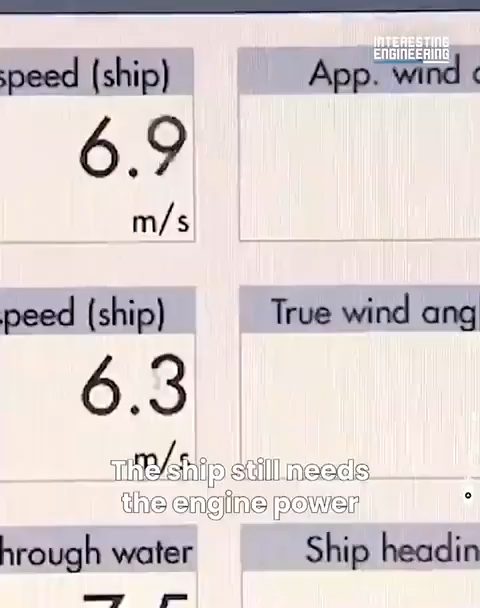 INTERESTING
ENGINEERING
speed (ship)
App. wind
6.9
m/s
speed (ship)
True wind ang
6.3
m/s
The ship still needs
the engine power
hrough water
Ship headin